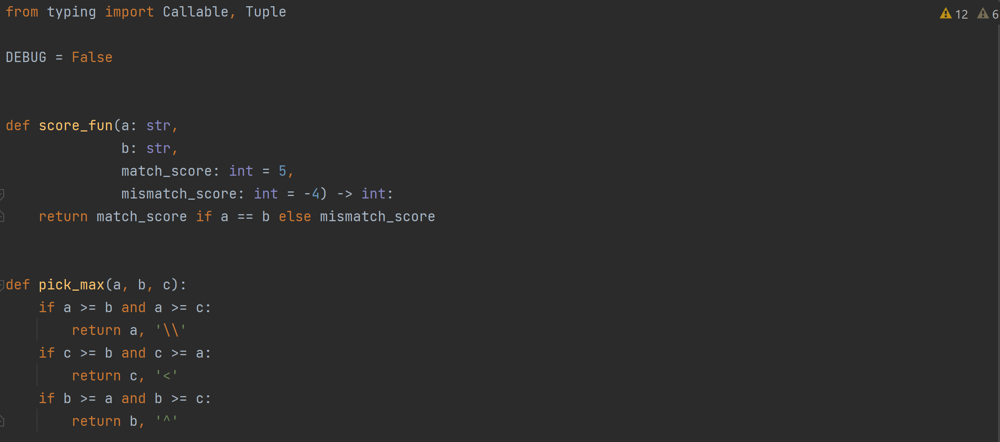 from typing import Callable, Tuple
12 6
DEBUG = False
def score_fun(a: str,
b: str,
match_score: int = 5,
mismatch_score: int = -4) -> int:
return match_score if a == b else mismatch_score
def pick_max(a, b, c):
if a >= b and a >= c:
return a, '\\'
if c >= b and c >= a:
return c, '<'
if b >= a and b >= c:
return b, '^'